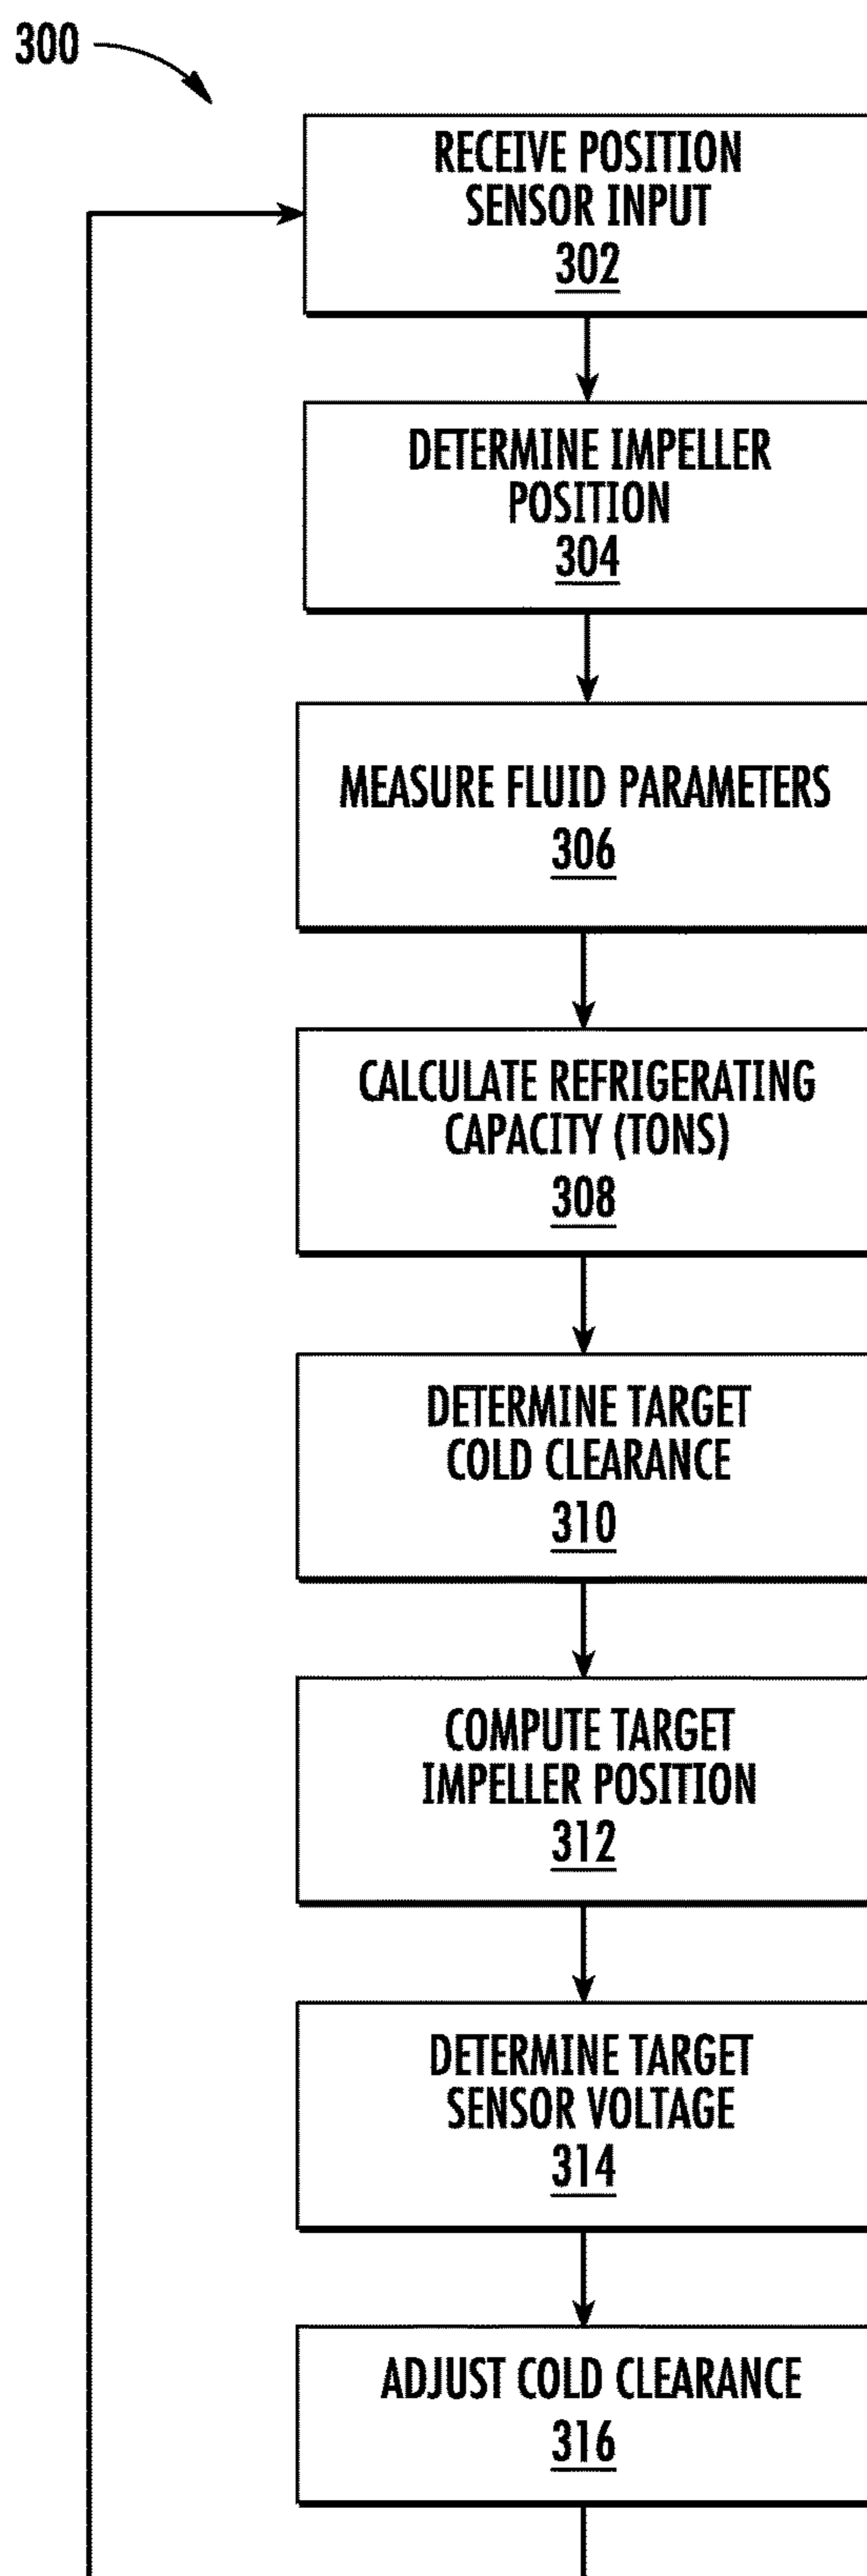 300
RECEIVE POSITION
SENSOR INPUT
302
DETERMINE IMPELLER
POSITION
304
MEASURE FLUID PARAMETERS
306
CALCULATE REFRIGERATING
CAPACITY (TONS)
308
DETERMINE TARGET
COLD CLEARANCE
310
COMPUTE TARGET
IMPELLER POSITION
312
DETERMINE TARGET
SENSOR VOLTAGE
314
ADJUST COLD CLEARANCE
316